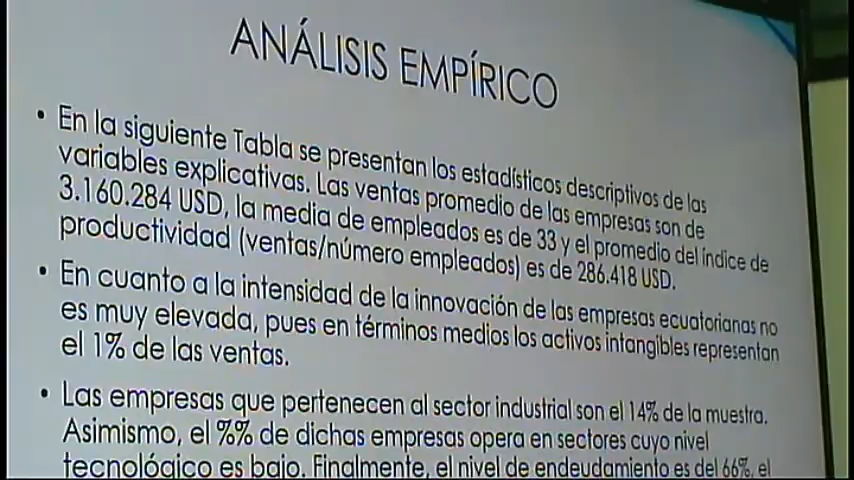 ANÁLISIS EMPÍRICO
• En la siguiente Tabla se presentan los estadísticos descriptivos de las
variables explicativas. Las ventas promedio de las empresas son de
3.160.284 USD, la media de empleados es de 33 y el promedio del índice de
productividad (ventas/número empleados) es de 286.418 USD.
• En cuanto a la intensidad de la innovación de las empresas ecuatorianas no
es muy elevada, pues en términos medios los activos intangibles representan
el 1% de las ventas.
• Las empresas que pertenecen al sector industrial son el 14% de la muestra.
Asimismo, el %% de dichas empresas opera en sectores cuyo nivel
tecnológico es bajo. Finalmente, el nivel de endeudamiento es del 66%, el